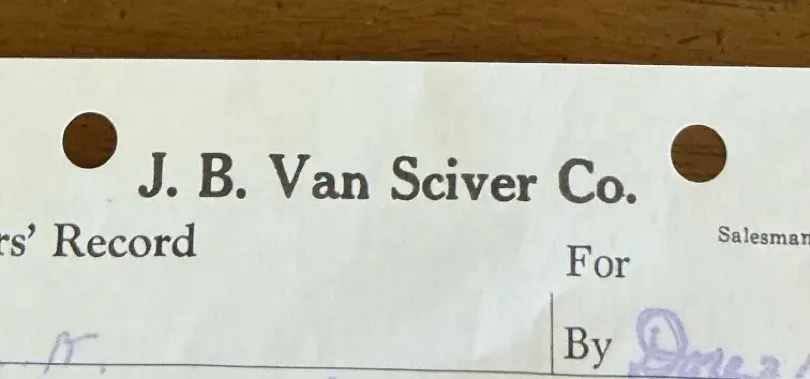 J. B. Van Sciver Co.
rs' Record
Salesman
For
By